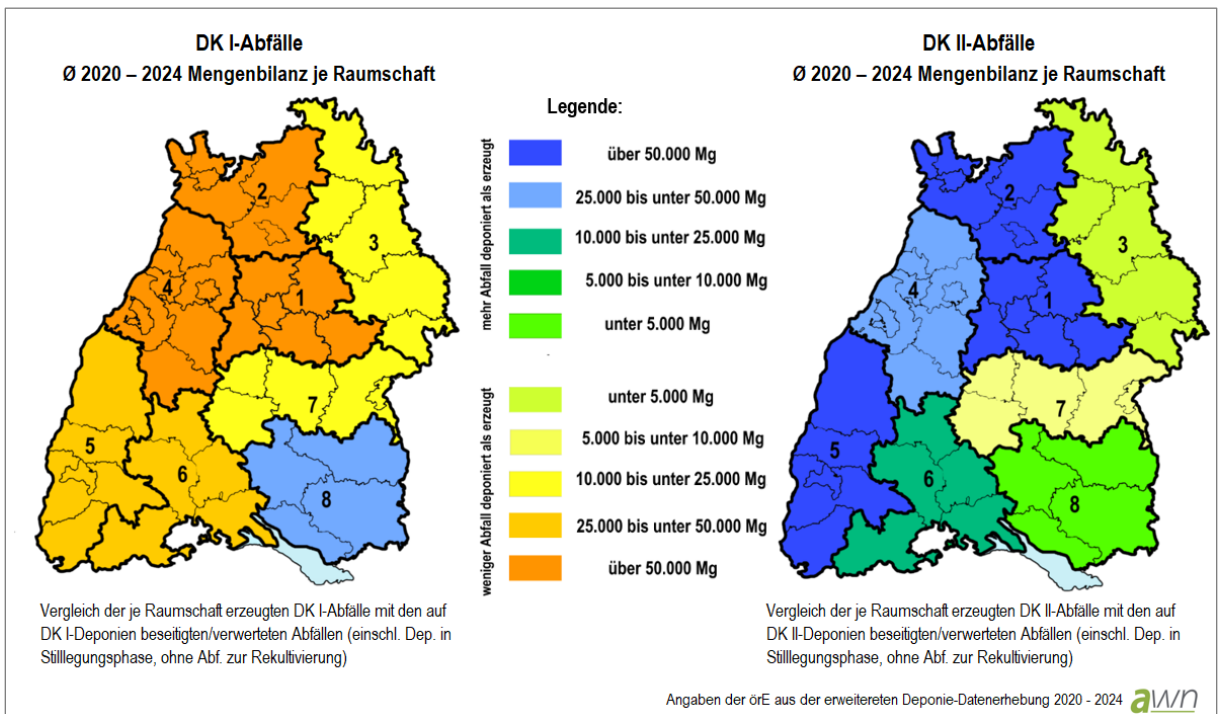 DK I-Abfälle
Ø 2020 – 2024 Mengenbilanz je Raumschaft
2
3
4
1
7
5
6
8
Vergleich der je Raumschaft erzeugten DK I-Abfälle mit den auf
DK I-Deponien beseitigten/verwerteten Abfällen (einschl. Dep. in
Stilllegungsphase, ohne Abf. zur Rekultivierung)
Legende:
mehr Abfall deponiert als erzeugt
über 50.000 Mg
25.000 bis unter 50.000 Mg
10.000 bis unter 25.000 Mg
5.000 bis unter 10.000 Mg
unter 5.000 Mg
weniger Abfall deponiert als erzeugt
unter 5.000 Mg
5.000 bis unter 10.000 Mg
10.000 bis unter 25.000 Mg
25.000 bis unter 50.000 Mg
über 50.000 Mg
DK II-Abfälle
Ø 2020 – 2024 Mengenbilanz je Raumschaft
2
3
4
1
7
5
6
8
Vergleich der je Raumschaft erzeugten DK II-Abfälle mit den auf
DK II-Deponien beseitigten/verwerteten Abfällen (einschl. Dep. in
Stilllegungsphase, ohne Abf. zur Rekultivierung)
Angaben der örE aus der erweitereten Deponie-Datenerhebung 2020 - 2024 awn